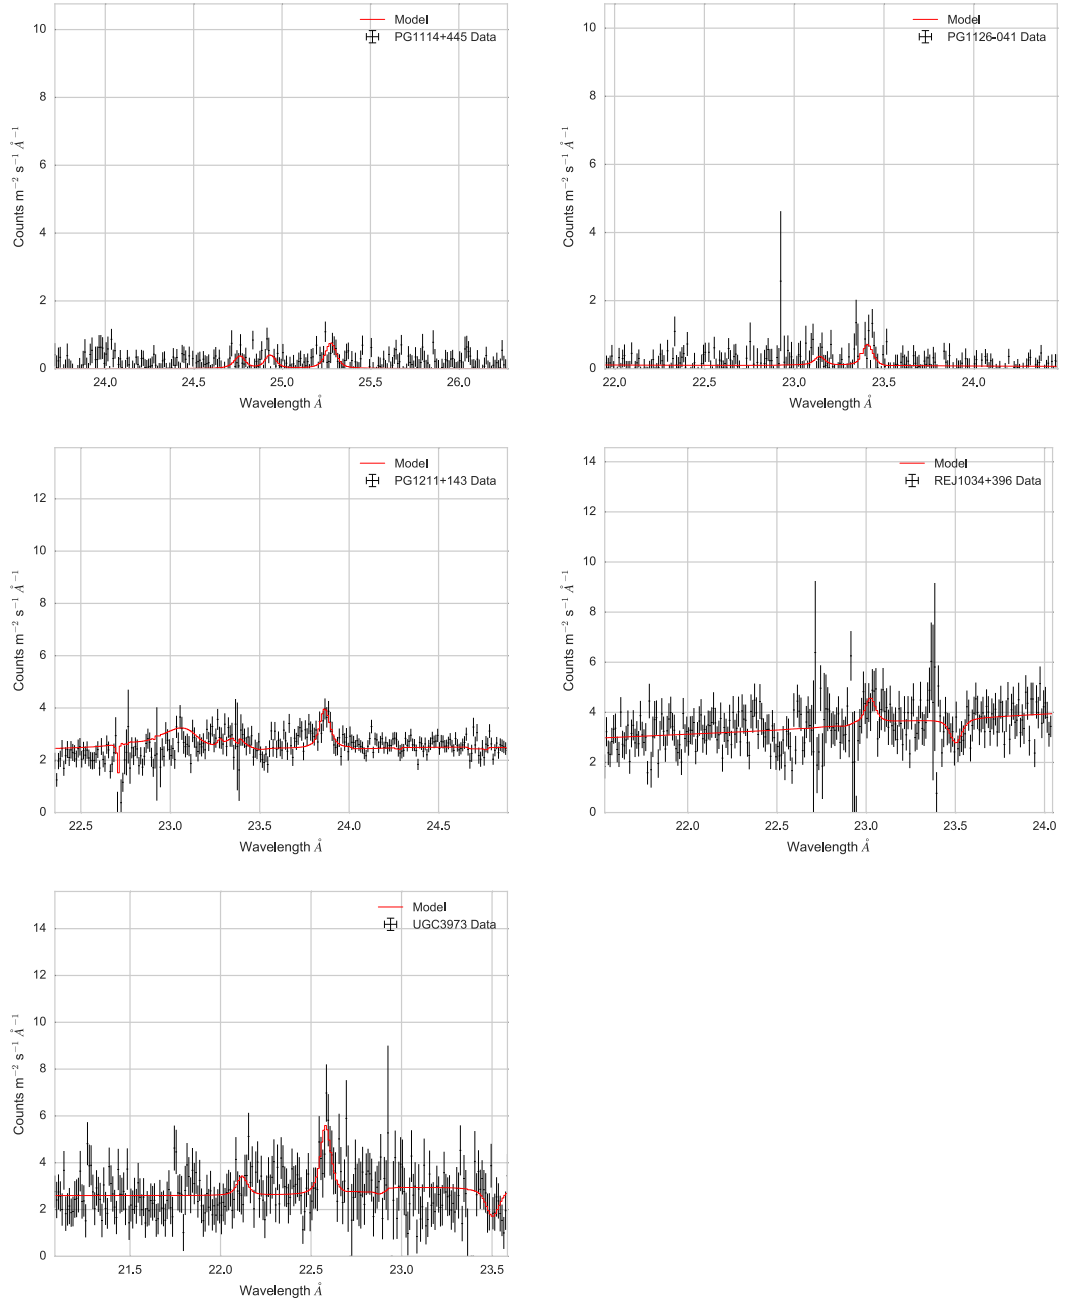 Model
PG1114+445 Data
10
8
6
4
2
0
24.0 24.5 25.0 25.5 26.0
Wavelength Å
Counts m⁻² s⁻¹ Å⁻¹
Model
PG1126-041 Data
10
8
6
4
2
0
22.0 22.5 23.0 23.5 24.0
Wavelength Å
Counts m⁻² s⁻¹ Å⁻¹
Model
PG1211+143 Data
12
10
8
6
4
2
0
22.5 23.0 23.5 24.0 24.5
Wavelength Å
Counts m⁻² s⁻¹ Å⁻¹
Model
REJ1034+396 Data
14
12
10
8
6
4
2
0
22.0 22.5 23.0 23.5 24.0
Wavelength Å
Counts m⁻² s⁻¹ Å⁻¹
Model
UGC3973 Data
14
12
10
8
6
4
2
0
21.5 22.0 22.5 23.0 23.5
Wavelength Å
Counts m⁻² s⁻¹ Å⁻¹